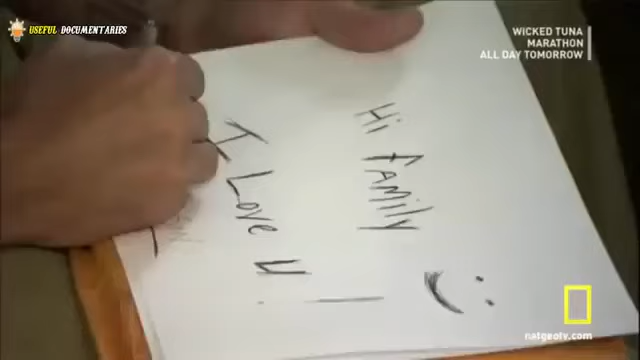 USEFUL DOCUMENTARIES
WICKED TUNA
MARATHON
ALL DAY TOMORROW
Hi FAMily
I Love U!
natgeotv.com